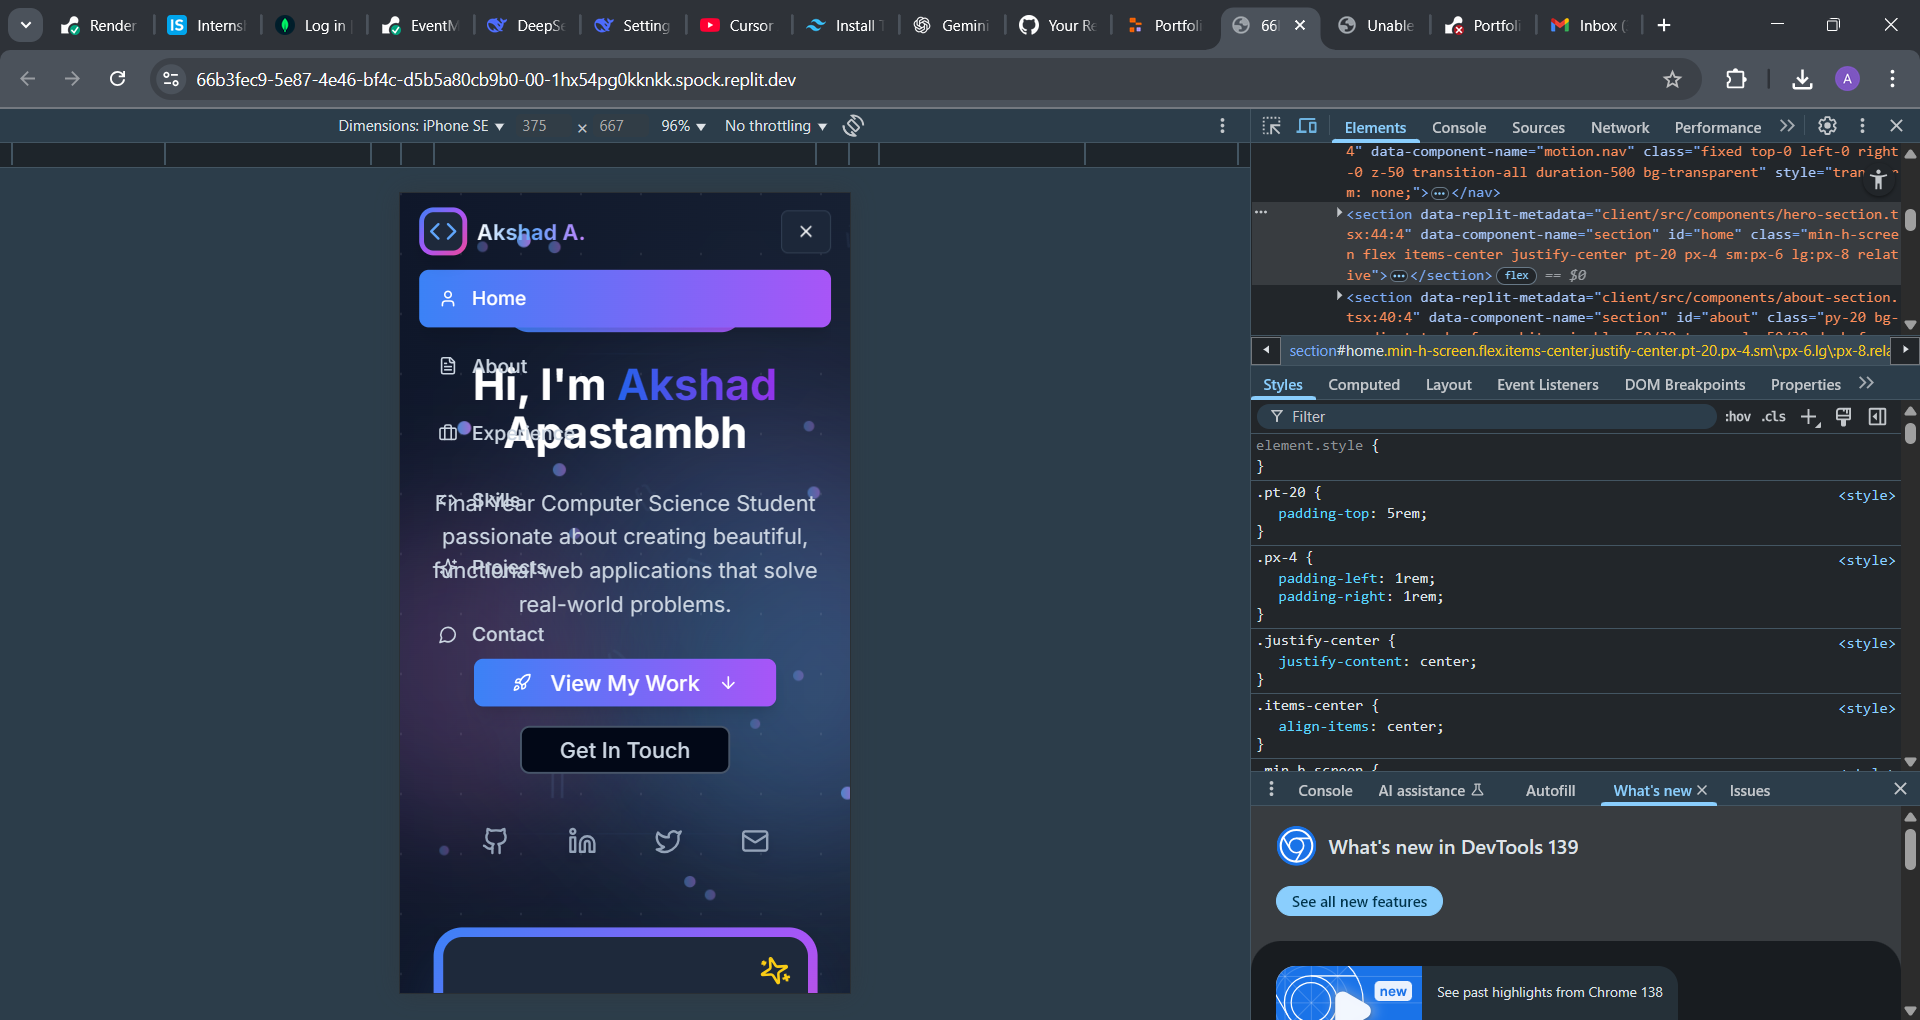 Render
IS
Interns
Log in
EventM
DeepSe
Setting
Cursor
Install T
Gemini
Your Re
Portfoli
66
Unable
Portfoli
Inbox (
66b3fec9-5e87-4e46-bf4c-d5b5a80cb9b0-00-1hx54pg0kknkk.spock.replit.dev
A
Dimensions: iPhone SE 375 × 667 96% No throttling
Akshad A.
Home
About
Hi, I'm Akshad
Experience
Apastambh
Skills
Final Year Computer Science Student
passionate about creating beautiful,
Projects
functional web applications that solve
real-world problems.
Contact
View My Work
Get In Touch
Elements Console Sources Network Performance
4" data-component-name="motion.nav" class="fixed top-0 left-0 right
-0 z-50 transition-all duration-500 bg-transparent" style="tran
m: none;">…</nav>
<section data-replit-metadata="client/src/components/hero-section.t
sx:44:4" data-component-name="section" id="home" class="min-h-scree
n flex items-center justify-center pt-20 px-4 sm:px-6 lg:px-8 relat
ive">…</section> flex == $0
<section data-replit-metadata="client/src/components/about-section.
tsx:40:4" data-component-name="section" id="about" class="py-20 bg-
section#home.min-h-screen.flex.items-center.justify-center.pt-20.px-4.sm\:px-6.lg\:px-8.rela
Styles Computed Layout Event Listeners DOM Breakpoints Properties
Filter :hov .cls
element.style {
}
.pt-20 { <style>
padding-top: 5rem;
}
.px-4 { <style>
padding-left: 1rem;
padding-right: 1rem;
}
.justify-center { <style>
justify-content: center;
}
.items-center { <style>
align-items: center;
}
.min-h-screen {
Console AI assistance Autofill What's new Issues
What's new in DevTools 139
See all new features
new
See past highlights from Chrome 138